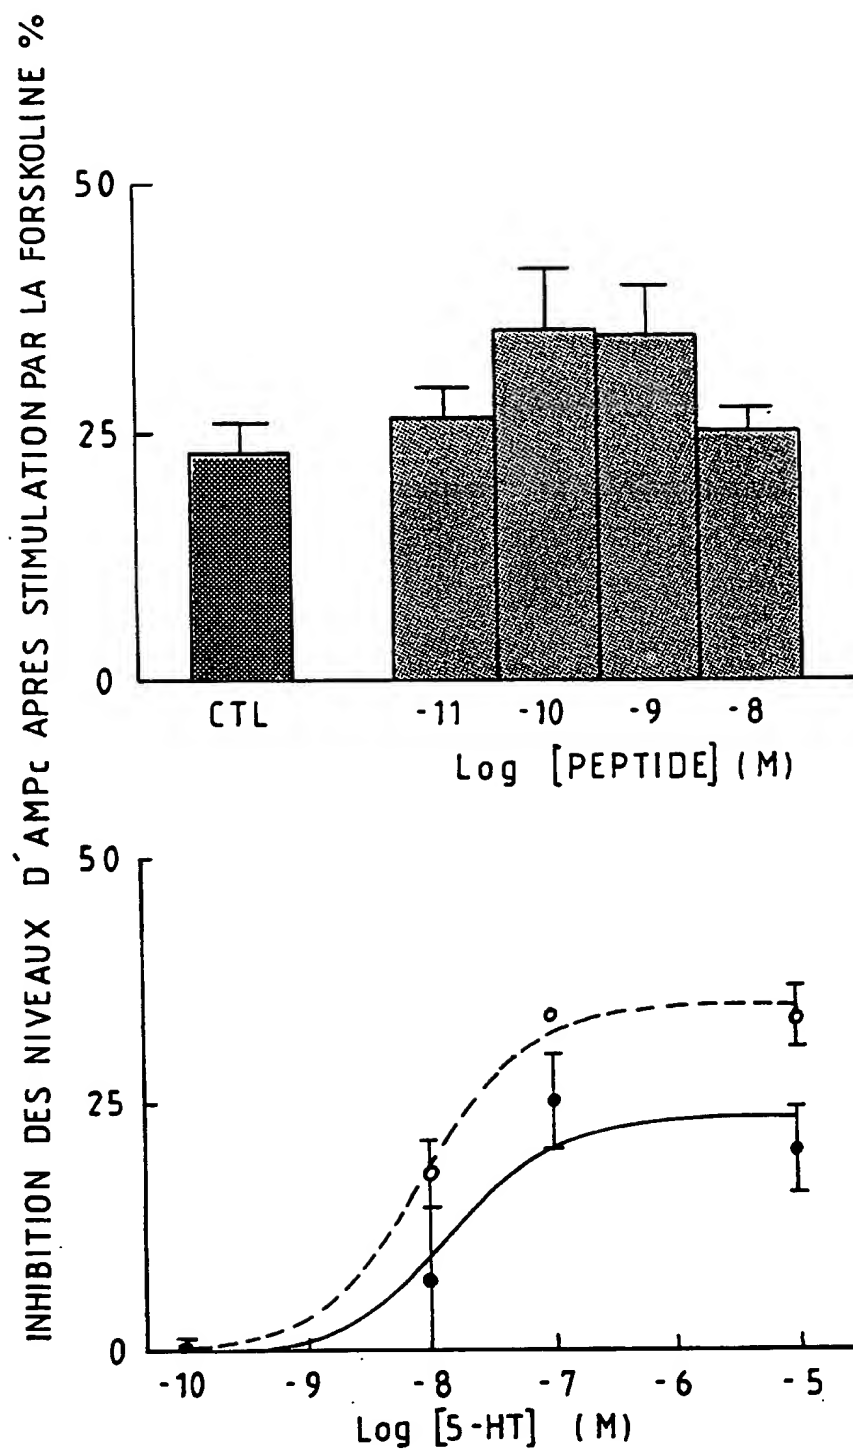 INHIBITION DES NIVEAUX D'AMPc APRÈS STIMULATION PAR LA FORSKOLINE %
50
25
0
CTL -11 -10 -9 -8
Log [PEPTIDE] (M)
50
25
0
-10 -9 -8 -7 -6 -5
Log [5-HT] (M)